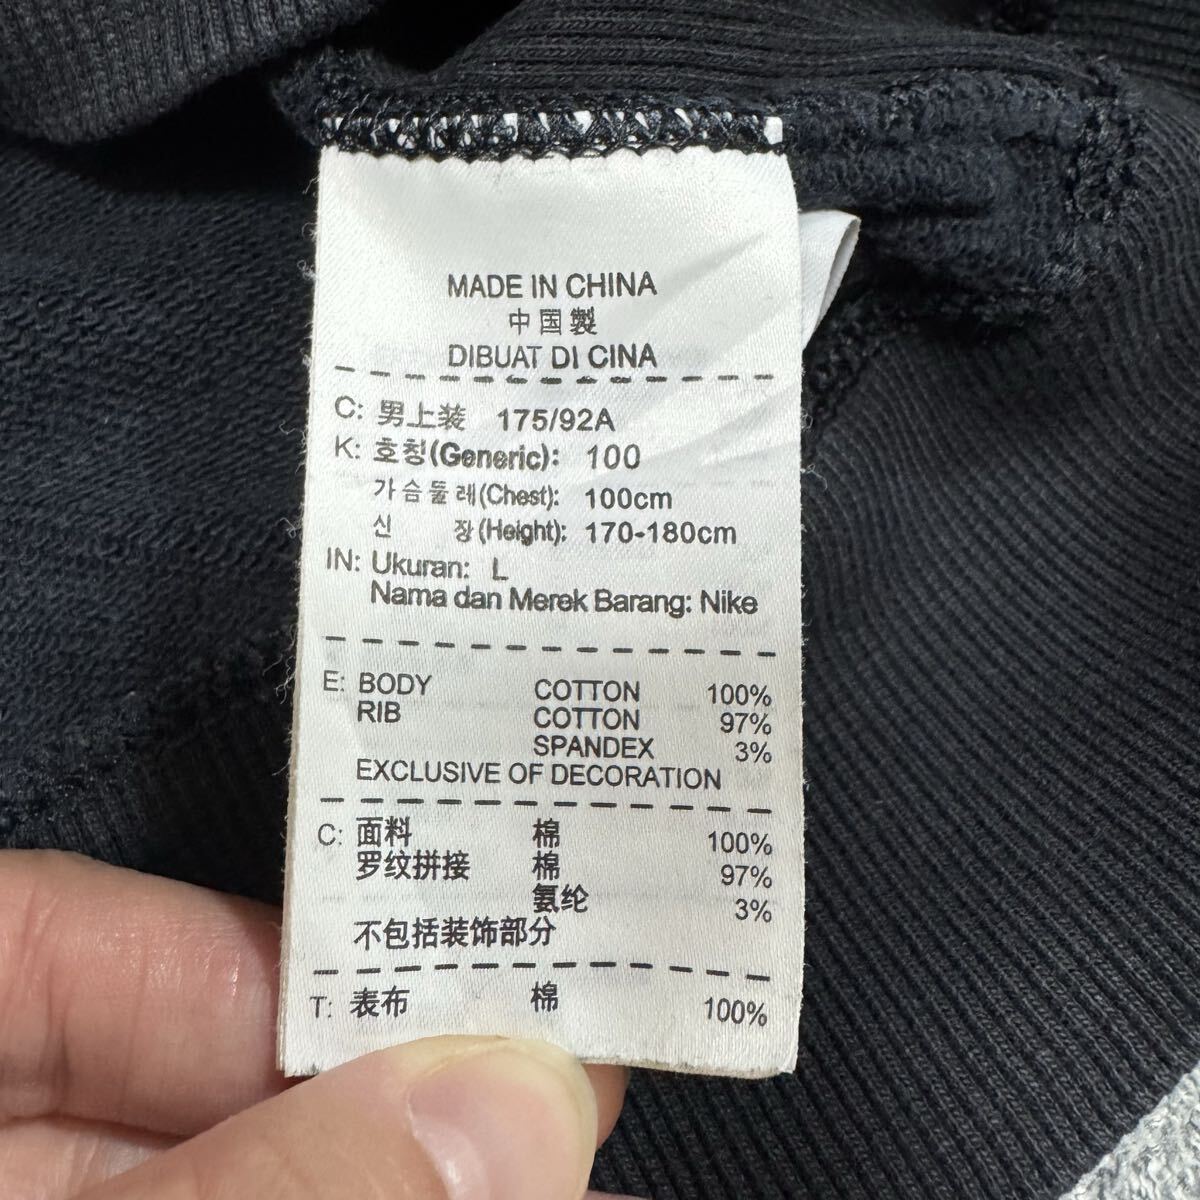 MADE IN CHINA
中国製
DIBUAT DI CINA
C: 男上装 175/92A
K: 호칭(Generic): 100
가슴둘레(Chest): 100cm
신 장(Height): 170-180cm
IN: Ukuran: L
Nama dan Merek Barang: Nike
E: BODY COTTON 100%
RIB COTTON 97%
SPANDEX 3%
EXCLUSIVE OF DECORATION
C: 面料 棉 100%
罗纹拼接 棉 97%
氨纶 3%
不包括装饰部分
T: 表布 棉 100%